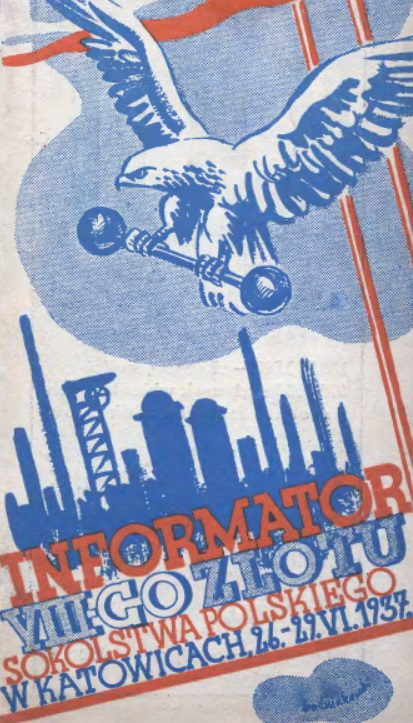 INFORMATOR
VIII-GO ZLOTU
SOKOLSTWA POLSKIEGO
W KATOWICACH, 26.-29.VI.1937.